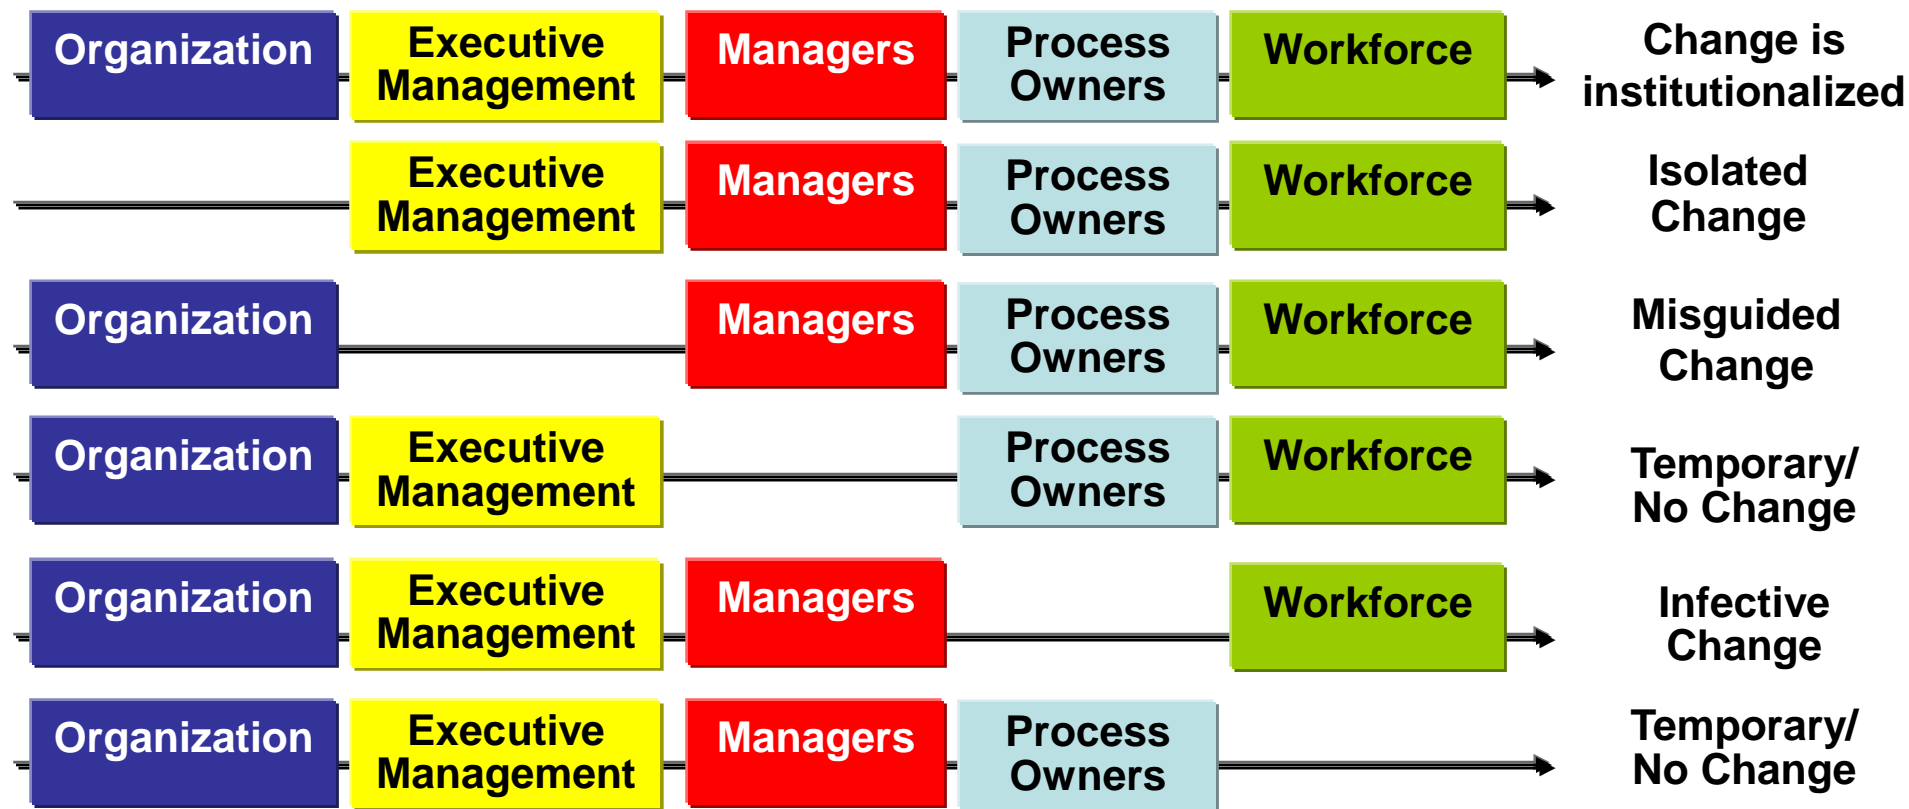 Organization
Executive
Management
Managers
Process
Owners
Workforce
Change is
institutionalized
Executive
Management
Managers
Process
Owners
Workforce
Isolated
Change
Organization
Managers
Process
Owners
Workforce
Misguided
Change
Organization
Executive
Management
Process
Owners
Workforce
Temporary/
No Change
Organization
Executive
Management
Managers
Workforce
Infective
Change
Organization
Executive
Management
Managers
Process
Owners
Temporary/
No Change